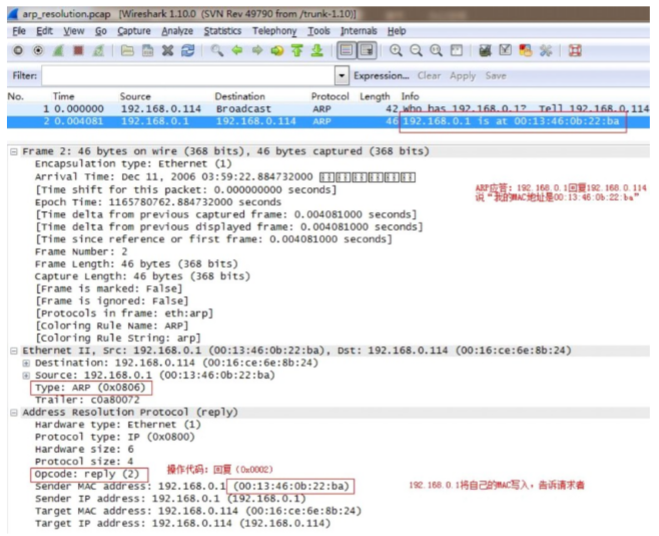 arp_resolution.pcap [Wireshark 1.10.0 (SVN Rev 49790 from /trunk-1.10)]
File Edit View Go Capture Analyze Statistics Telephony Tools Internals Help
Filter: Expression... Clear Apply Save
No. Time Source Destination Protocol Length Info
1 0.000000 192.168.0.114 Broadcast ARP 42 who has 192.168.0.1? Tell 192.168.0.114
2 0.004081 192.168.0.1 192.168.0.114 ARP 46 192.168.0.1 is at 00:13:46:0b:22:ba
Frame 2: 46 bytes on wire (368 bits), 46 bytes captured (368 bits)
Encapsulation type: Ethernet (1)
Arrival Time: Dec 11, 2006 03:59:22.884732000
[Time shift for this packet: 0.000000000 seconds]
ARP应答：192.168.0.1回复192.168.0.114
说“我的MAC地址是00:13:46:0b:22:ba”
Epoch Time: 1165780762.884732000 seconds
[Time delta from previous captured frame: 0.004081000 seconds]
[Time delta from previous displayed frame: 0.004081000 seconds]
[Time since reference or first frame: 0.004081000 seconds]
Frame Number: 2
Frame Length: 46 bytes (368 bits)
Capture Length: 46 bytes (368 bits)
[Frame is marked: False]
[Frame is ignored: False]
[Protocols in frame: eth:arp]
[Coloring Rule Name: ARP]
[Coloring Rule String: arp]
Ethernet II, Src: 192.168.0.1 (00:13:46:0b:22:ba), Dst: 192.168.0.114 (00:16:ce:6e:8b:24)
Destination: 192.168.0.114 (00:16:ce:6e:8b:24)
Source: 192.168.0.1 (00:13:46:0b:22:ba)
Type: ARP (0x0806)
Trailer: c0a80072
Address Resolution Protocol (reply)
Hardware type: Ethernet (1)
Protocol type: IP (0x0800)
Hardware size: 6
Protocol size: 4
Opcode: reply (2)
操作代码：回复（0x0002）
Sender MAC address: 192.168.0.1 (00:13:46:0b:22:ba)
192.168.0.1将自己的MAC写入，告诉请求者
Sender IP address: 192.168.0.1 (192.168.0.1)
Target MAC address: 192.168.0.114 (00:16:ce:6e:8b:24)
Target IP address: 192.168.0.114 (192.168.0.114)